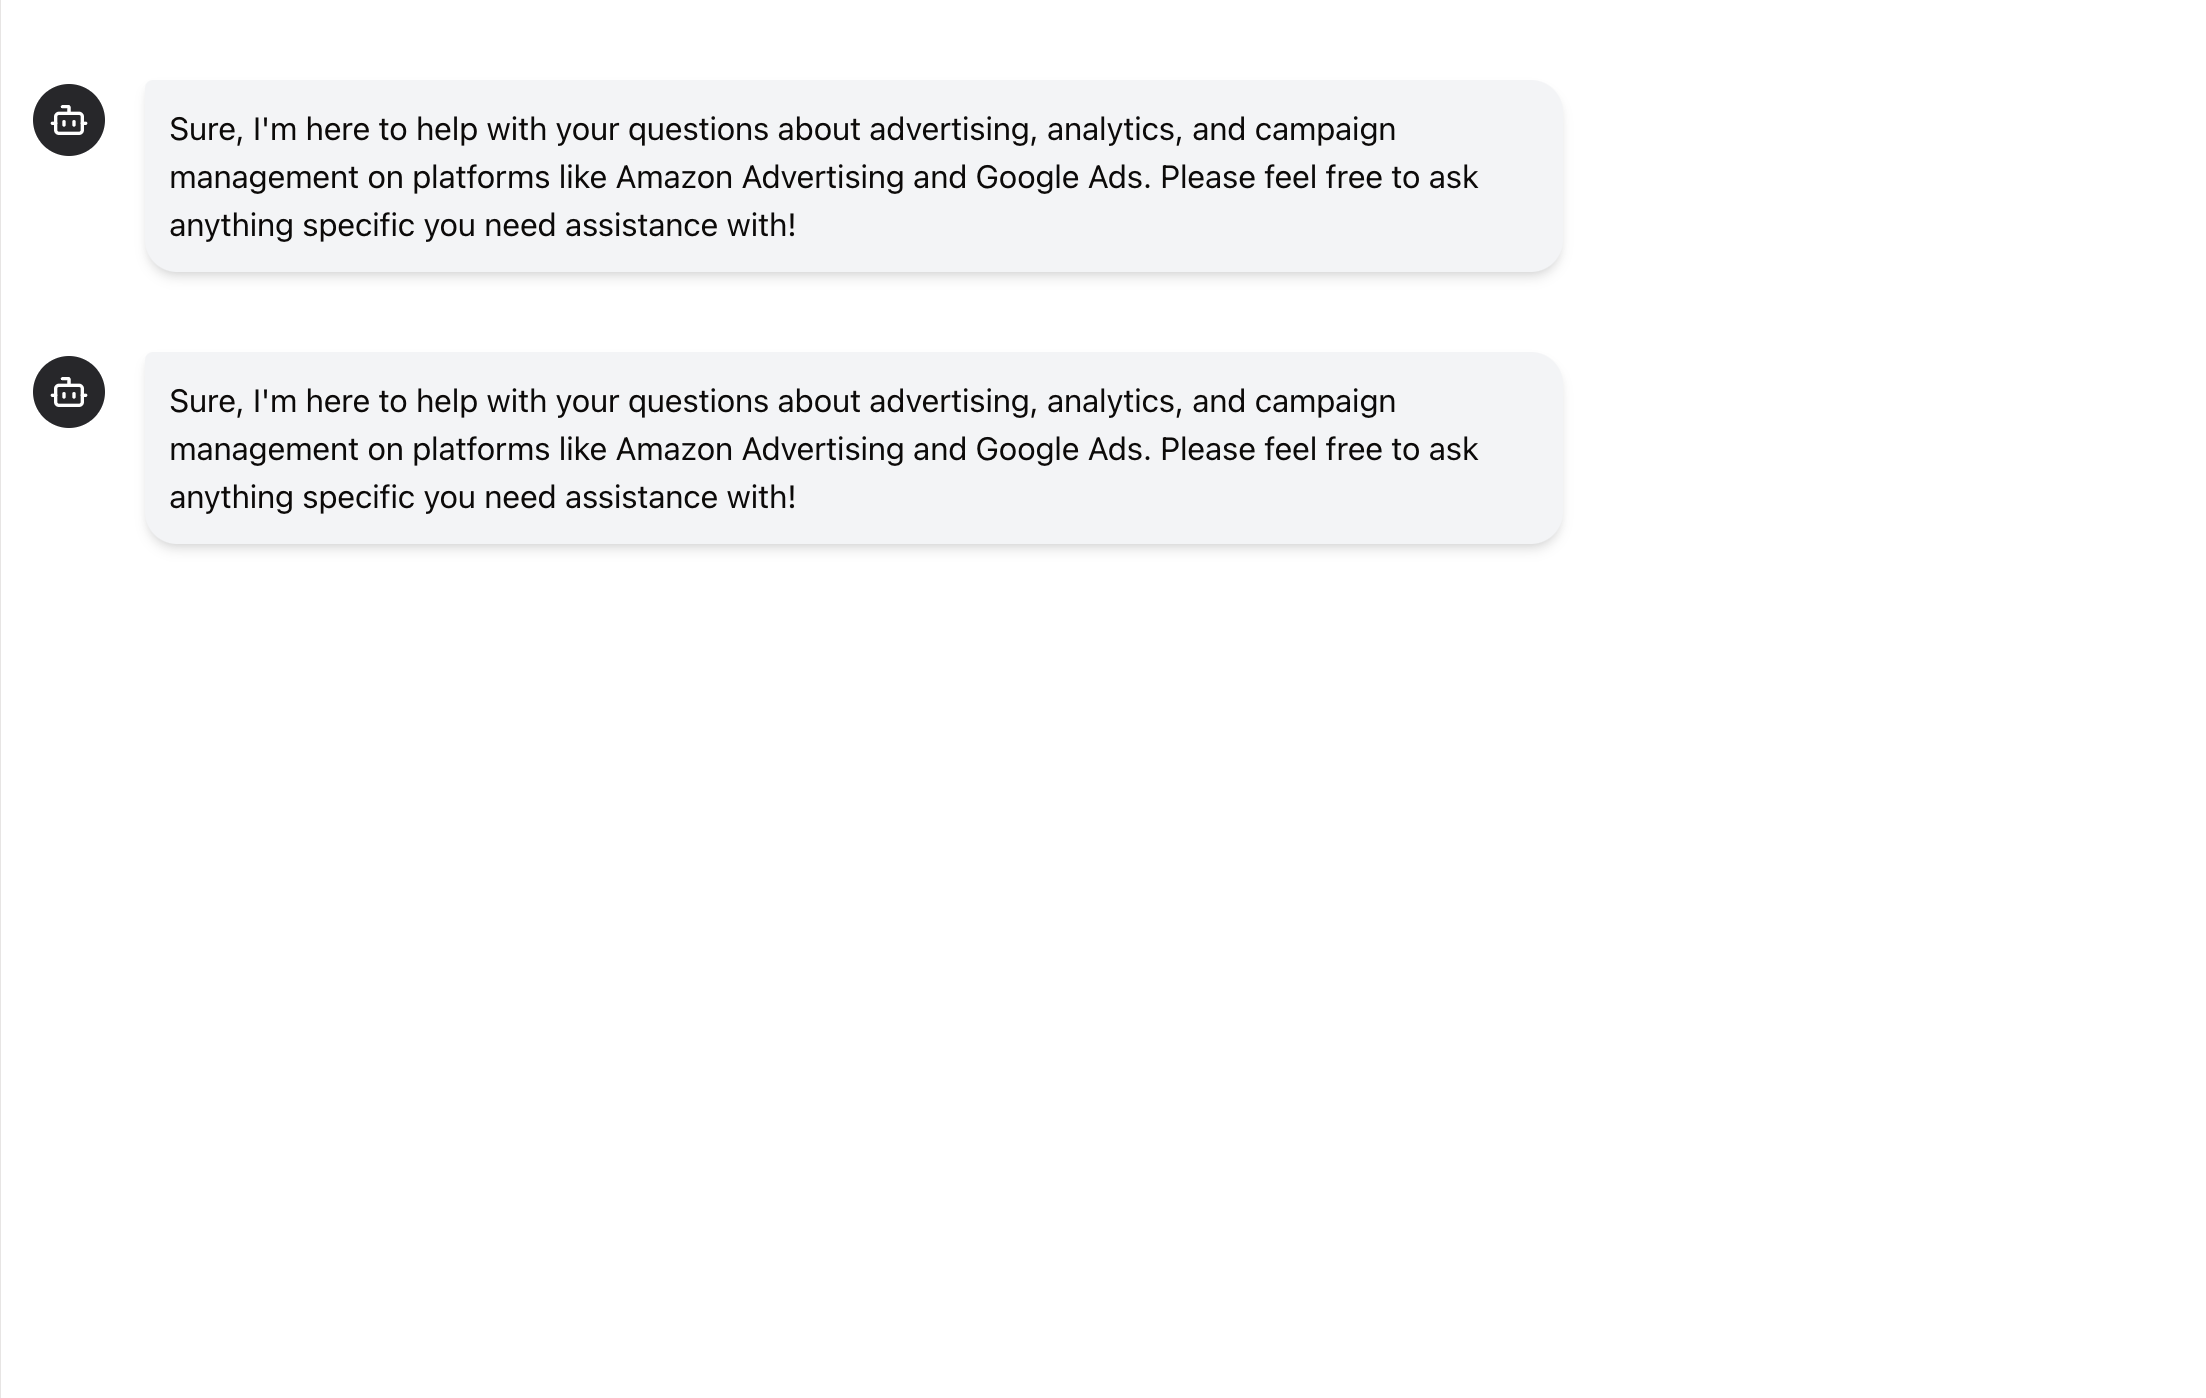 Sure, I'm here to help with your questions about advertising, analytics, and campaign
management on platforms like Amazon Advertising and Google Ads. Please feel free to ask
anything specific you need assistance with!
Sure, I'm here to help with your questions about advertising, analytics, and campaign
management on platforms like Amazon Advertising and Google Ads. Please feel free to ask
anything specific you need assistance with!